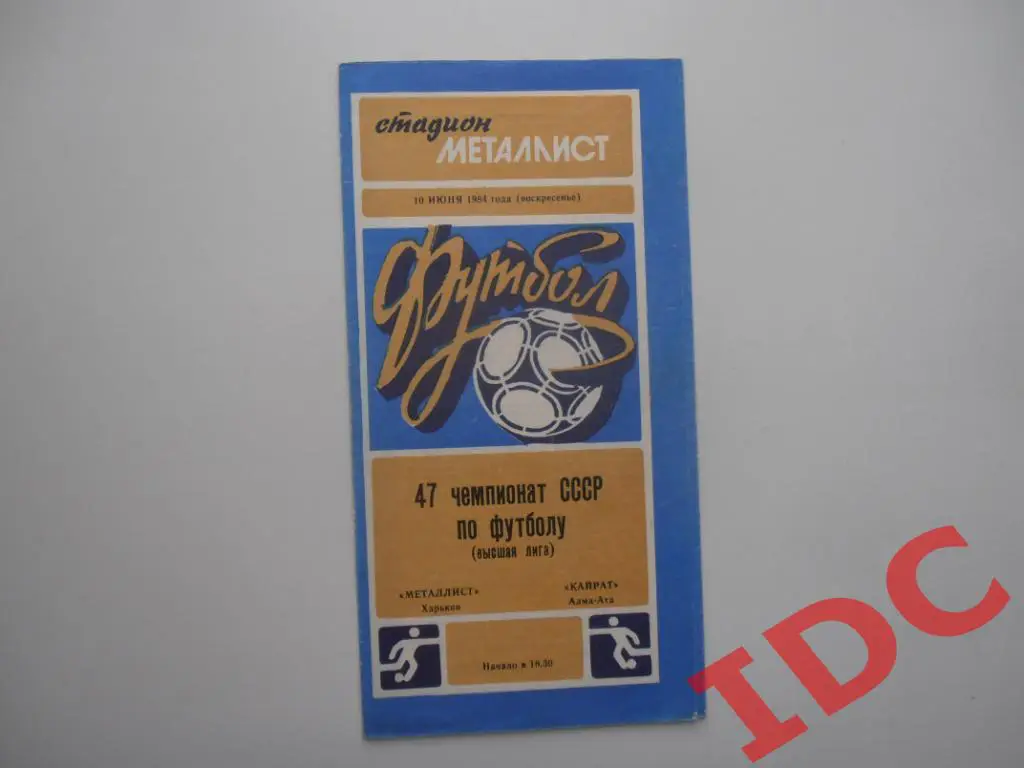 стадион
МЕТАЛЛИСТ
10 ИЮНЯ 1984 года (воскресенье)
Футбол
47 чемпионат СССР
по футболу
(высшая лига)
«МЕТАЛЛИСТ» «КАЙРАТ»
Харьков Алма-Ата
Начало в 18.30
IDC